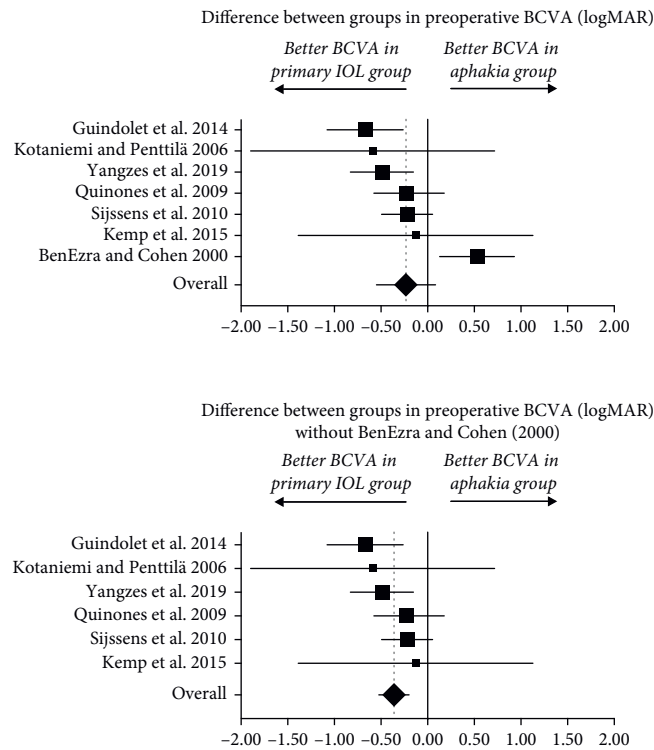 Difference between groups in preoperative BCVA (logMAR)
Better BCVA in
primary IOL group
Better BCVA in
aphakia group
Guindolet et al. 2014
Kotaniemi and Penttilä 2006
Yangzes et al. 2019
Quinones et al. 2009
Sijssens et al. 2010
Kemp et al. 2015
BenEzra and Cohen 2000
Overall
–2.00 –1.50 –1.00 –0.50 0.00 1.00 1.50 2.00
Difference between groups in preoperative BCVA (logMAR)
without BenEzra and Cohen (2000)
Better BCVA in
primary IOL group
Better BCVA in
aphakia group
Guindolet et al. 2014
Kotaniemi and Penttilä 2006
Yangzes et al. 2019
Quinones et al. 2009
Sijssens et al. 2010
Kemp et al. 2015
Overall
–2.00 –1.50 –1.00 –0.50 0.00 1.00 1.50 2.00